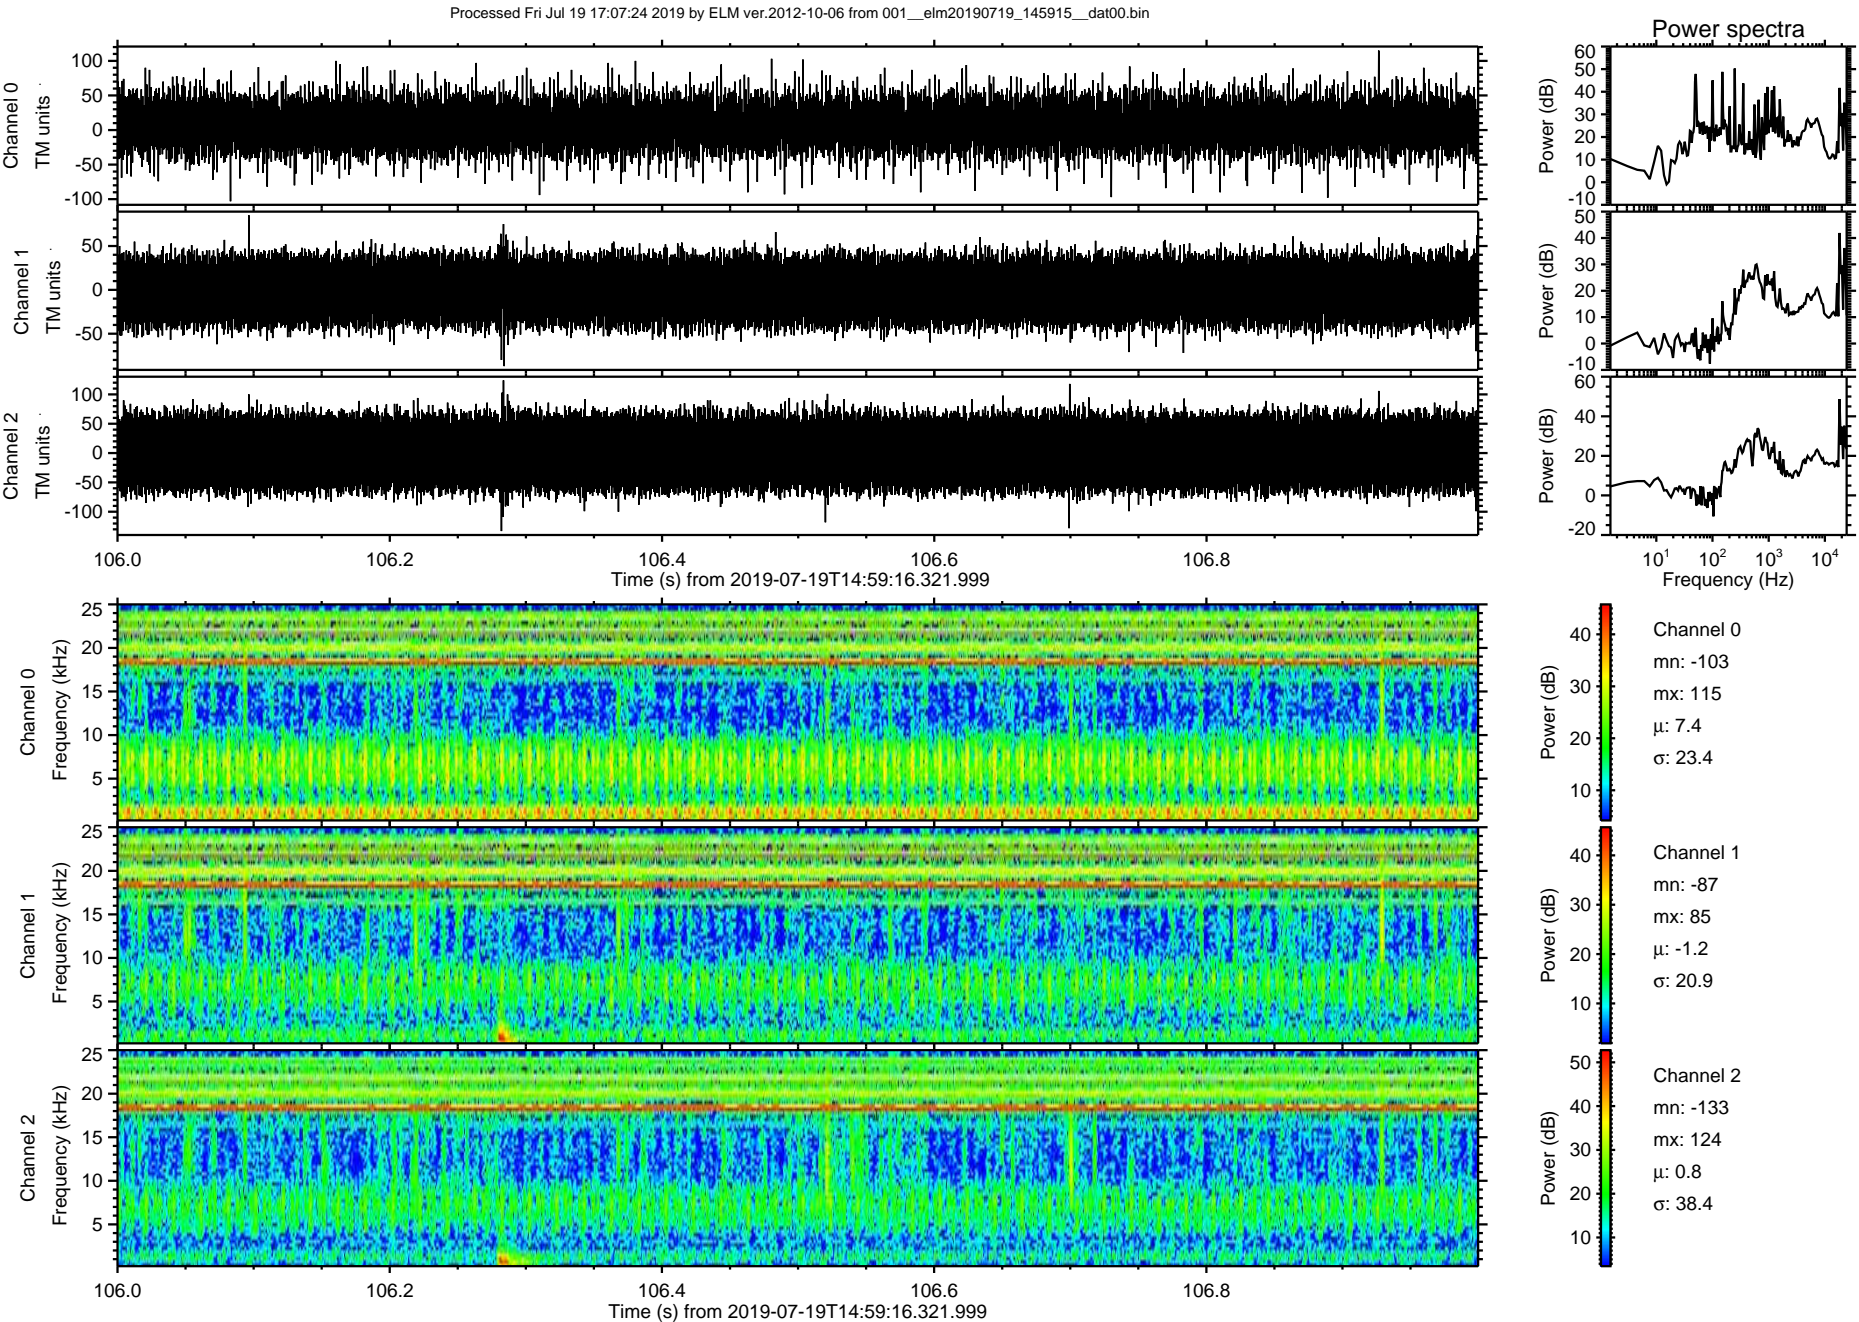 Processed Fri Jul 19 17:07:24 2019 by ELM ver.2012-10-06 from 001__elm20190719_145915__dat00.bin
Power spectra
Channel 0
TM units
100
50
0
-50
-100
Power (dB)
60
50
40
30
20
10
0
-10
Channel 1
TM units
50
0
-50
Power (dB)
50
40
30
20
10
0
-10
Channel 2
TM units
100
50
0
-50
-100
Power (dB)
60
40
20
0
-20
106.0 106.2 106.4 106.6 106.8
Time (s) from 2019-07-19T14:59:16.321.999
10¹ 10² 10³ 10⁴
Frequency (Hz)
Channel 0
Frequency (kHz)
25
20
15
10
5
Power (dB)
40
30
20
10
Channel 0
mn: -103
mx: 115
μ: 7.4
σ: 23.4
Channel 1
Frequency (kHz)
25
20
15
10
5
Power (dB)
40
30
20
10
Channel 1
mn: -87
mx: 85
μ: -1.2
σ: 20.9
Channel 2
Frequency (kHz)
25
20
15
10
5
Power (dB)
50
40
30
20
10
Channel 2
mn: -133
mx: 124
μ: 0.8
σ: 38.4
106.0 106.2 106.4 106.6 106.8
Time (s) from 2019-07-19T14:59:16.321.999